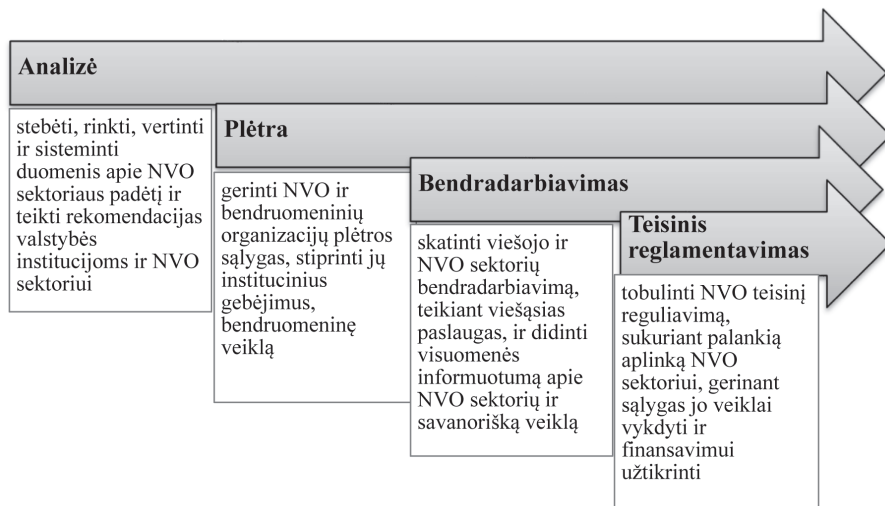 Analizė
stebėti, rinkti, vertinti
ir sisteminti
duomenis apie NVO
sektoriaus padėtį ir
teikti rekomendacijas
valstybės
institucijoms ir NVO
sektoriui
Plėtra
gerinti NVO ir
bendruomeninių
organizacijų plėtros
sąlygas, stiprinti jų
institucinius
gebėjimus,
bendruomeninę
veiklą
Bendradarbiavimas
skatinti viešojo ir
NVO sektorių
bendradarbiavimą,
teikiant viešąsias
paslaugas, ir didinti
visuomenės
informuotumą apie
NVO sektorių ir
savanorišką veiklą
Teisinis
reglamentavimas
tobulinti NVO teisinį
reguliavimą,
sukuriant palankią
aplinką NVO
sektoriui, gerinant
sąlygas jo veiklai
vykdyti ir
finansavimui
užtikrinti